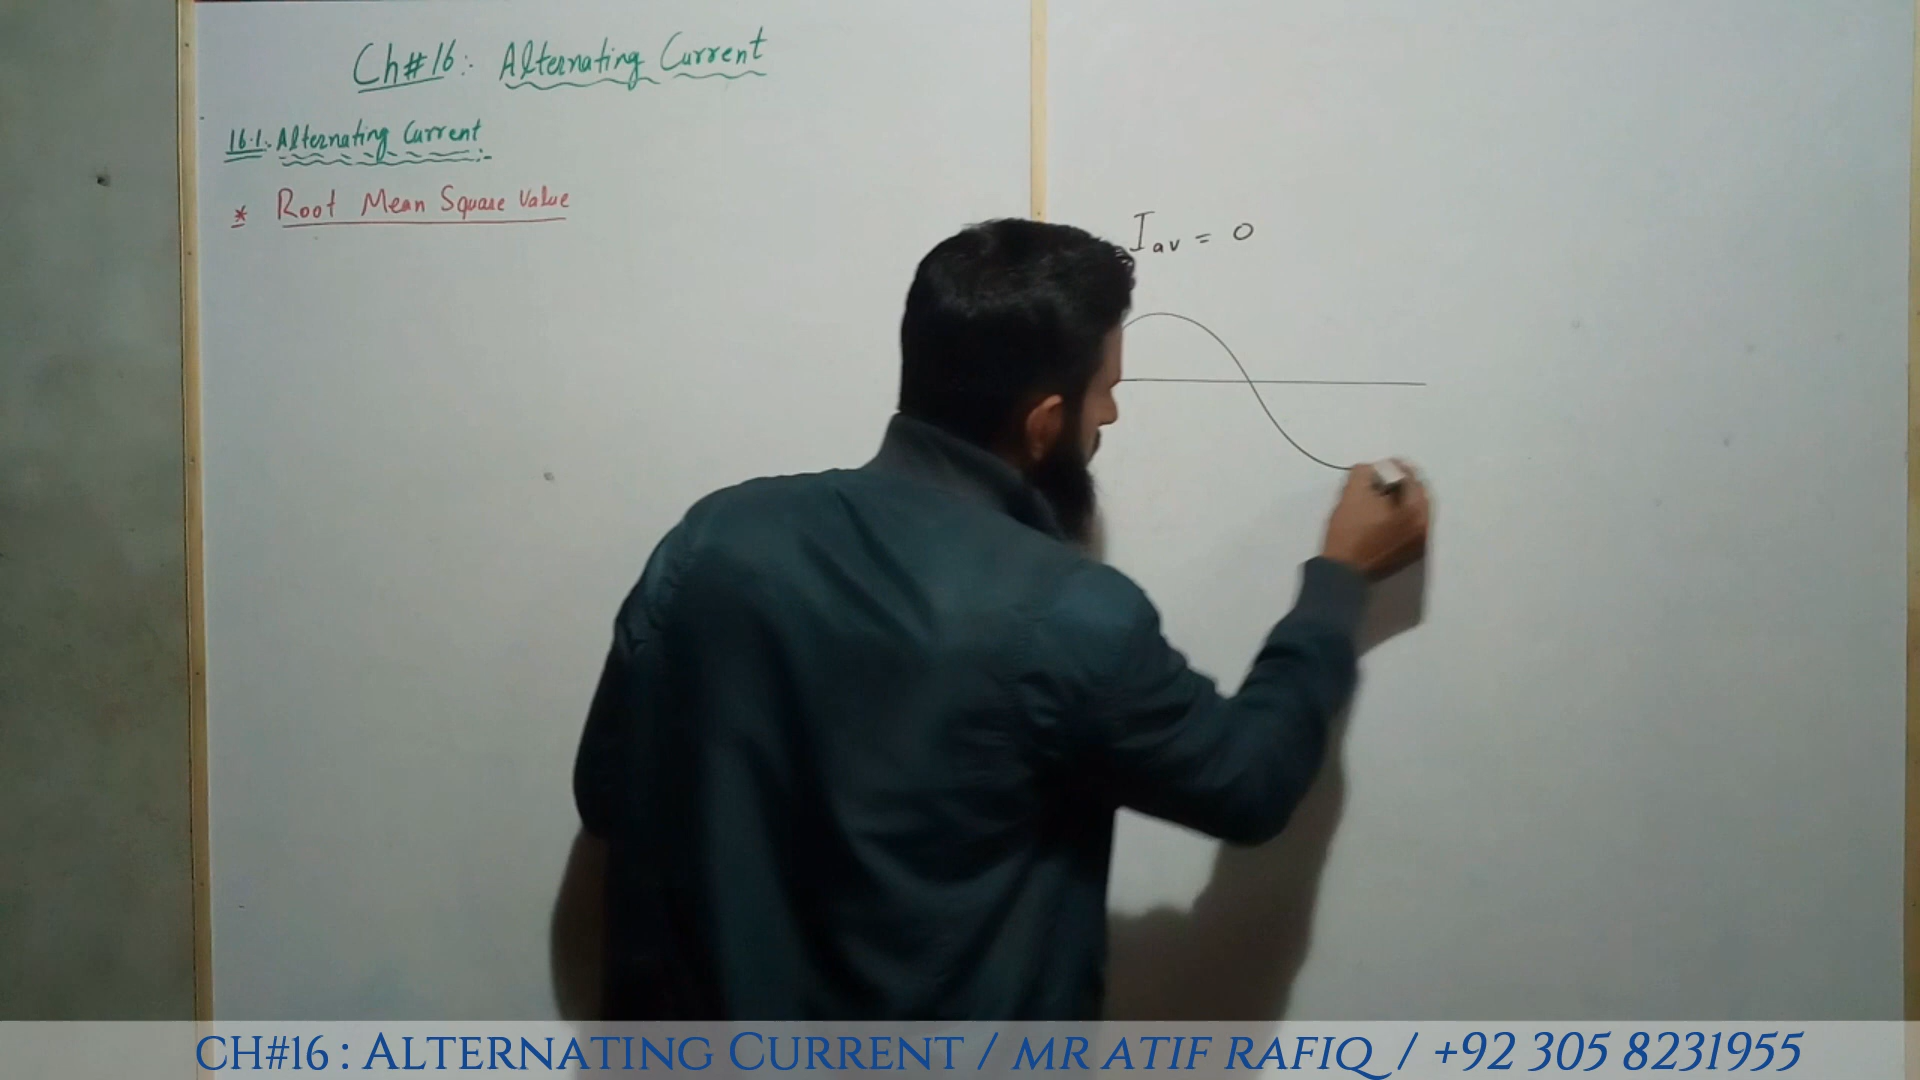 Ch#16:- Alternating Current
16.1:- Alternating Current:-
* Root Mean Square Value
Iav = 0
CH#16 : ALTERNATING CURRENT / MR ATIF RAFIQ / +92 305 8231955